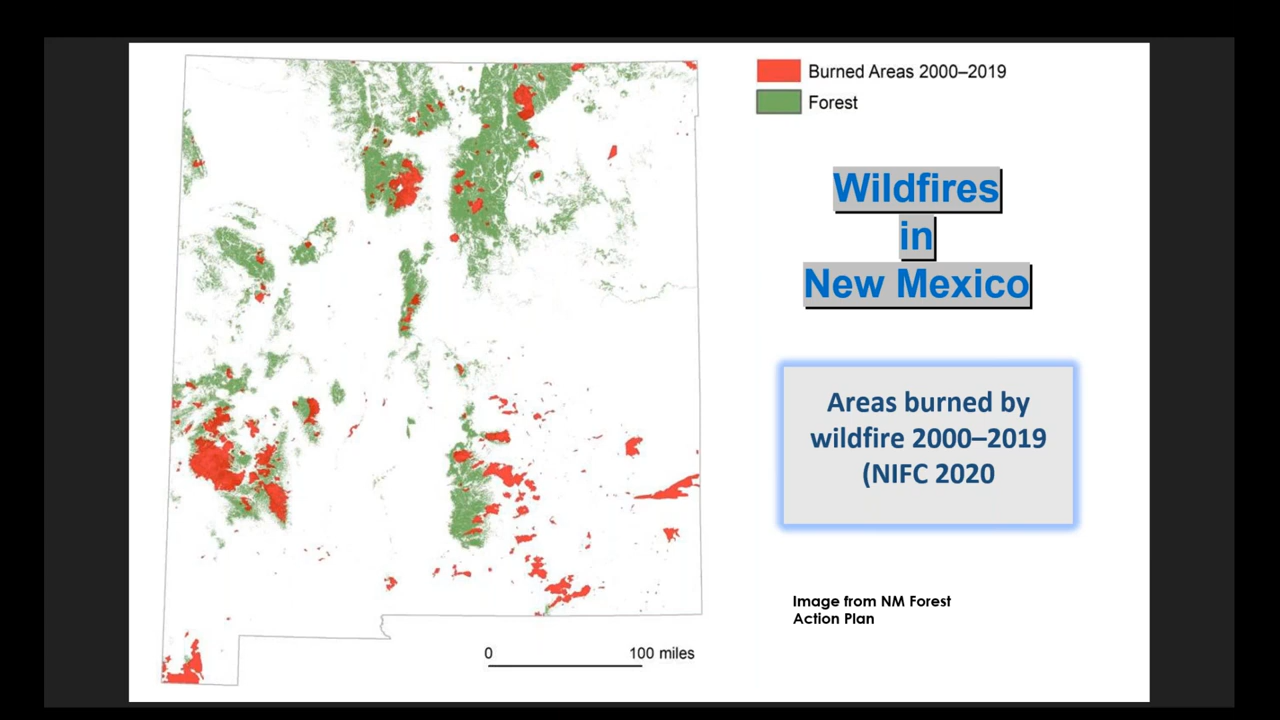 Burned Areas 2000–2019
Forest
Wildfires
in
New Mexico
Areas burned by
wildfire 2000–2019
(NIFC 2020
Image from NM Forest
Action Plan
0 100 miles